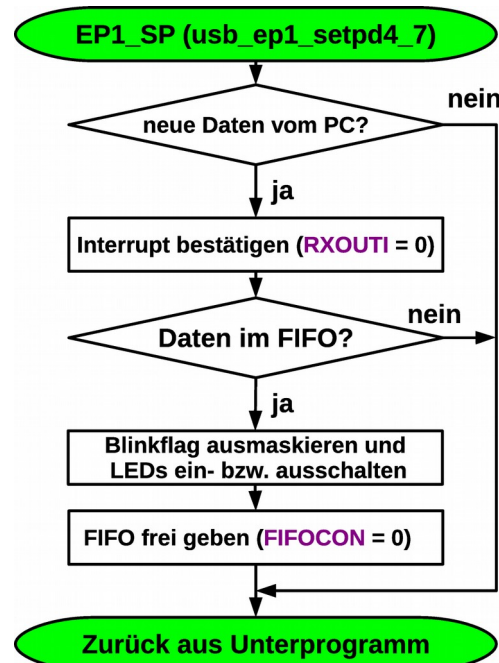 EP1_SP (usb_ep1_setpd4_7)
nein
neue Daten vom PC?
ja
Interrupt bestätigen (RXOUTI = 0)
nein
Daten im FIFO?
ja
Blinkflag ausmaskieren und
LEDs ein- bzw. ausschalten
FIFO frei geben (FIFOCON = 0)
Zurück aus Unterprogramm